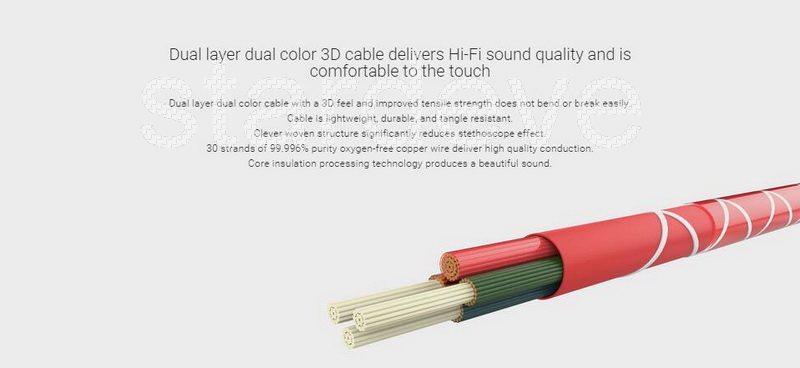 Dual layer dual color 3D cable delivers Hi-Fi sound quality and is
comfortable to the touch
Dual layer dual color cable with a 3D feel and improved tensile strength does not bend or break easily.
Cable is lightweight, durable, and tangle resistant.
Clever woven structure significantly reduces stethoscope effect.
30 strands of 99.996% purity oxygen-free copper wire deliver high quality conduction.
Core insulation processing technology produces a beautiful sound.